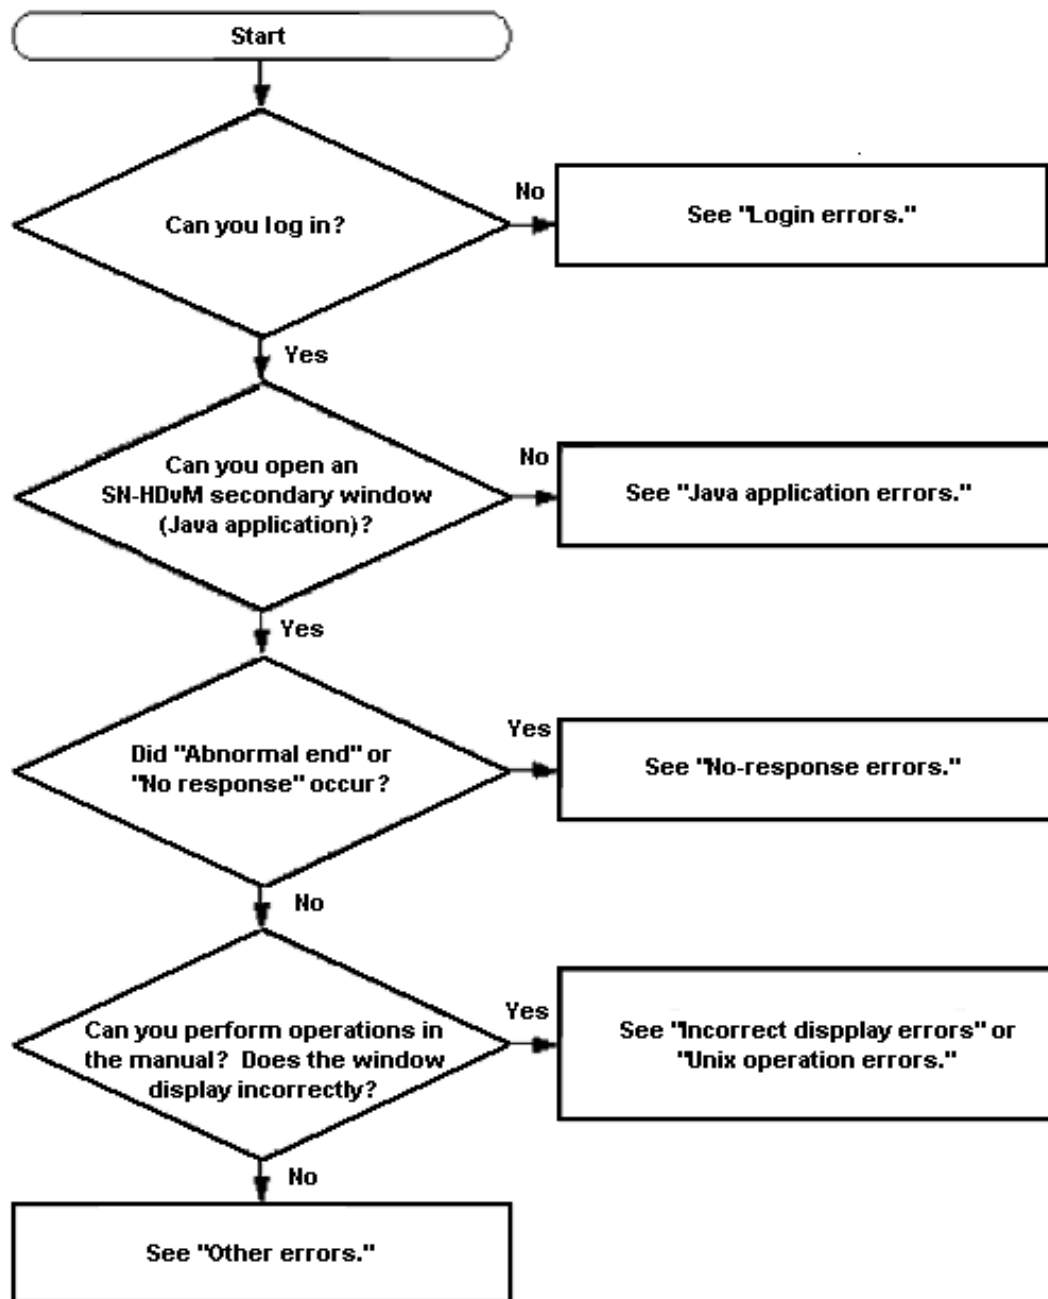 Start
Can you log in?
No
See "Login errors."
Yes
Can you open an
SN-HDvM secondary window
(Java application)?
No
See "Java application errors."
Yes
Did "Abnormal end" or
"No response" occur?
Yes
See "No-response errors."
No
Can you perform operations in
the manual? Does the window
display incorrectly?
Yes
See "Incorrect dispplay errors" or
"Unix operation errors."
No
See "Other errors."